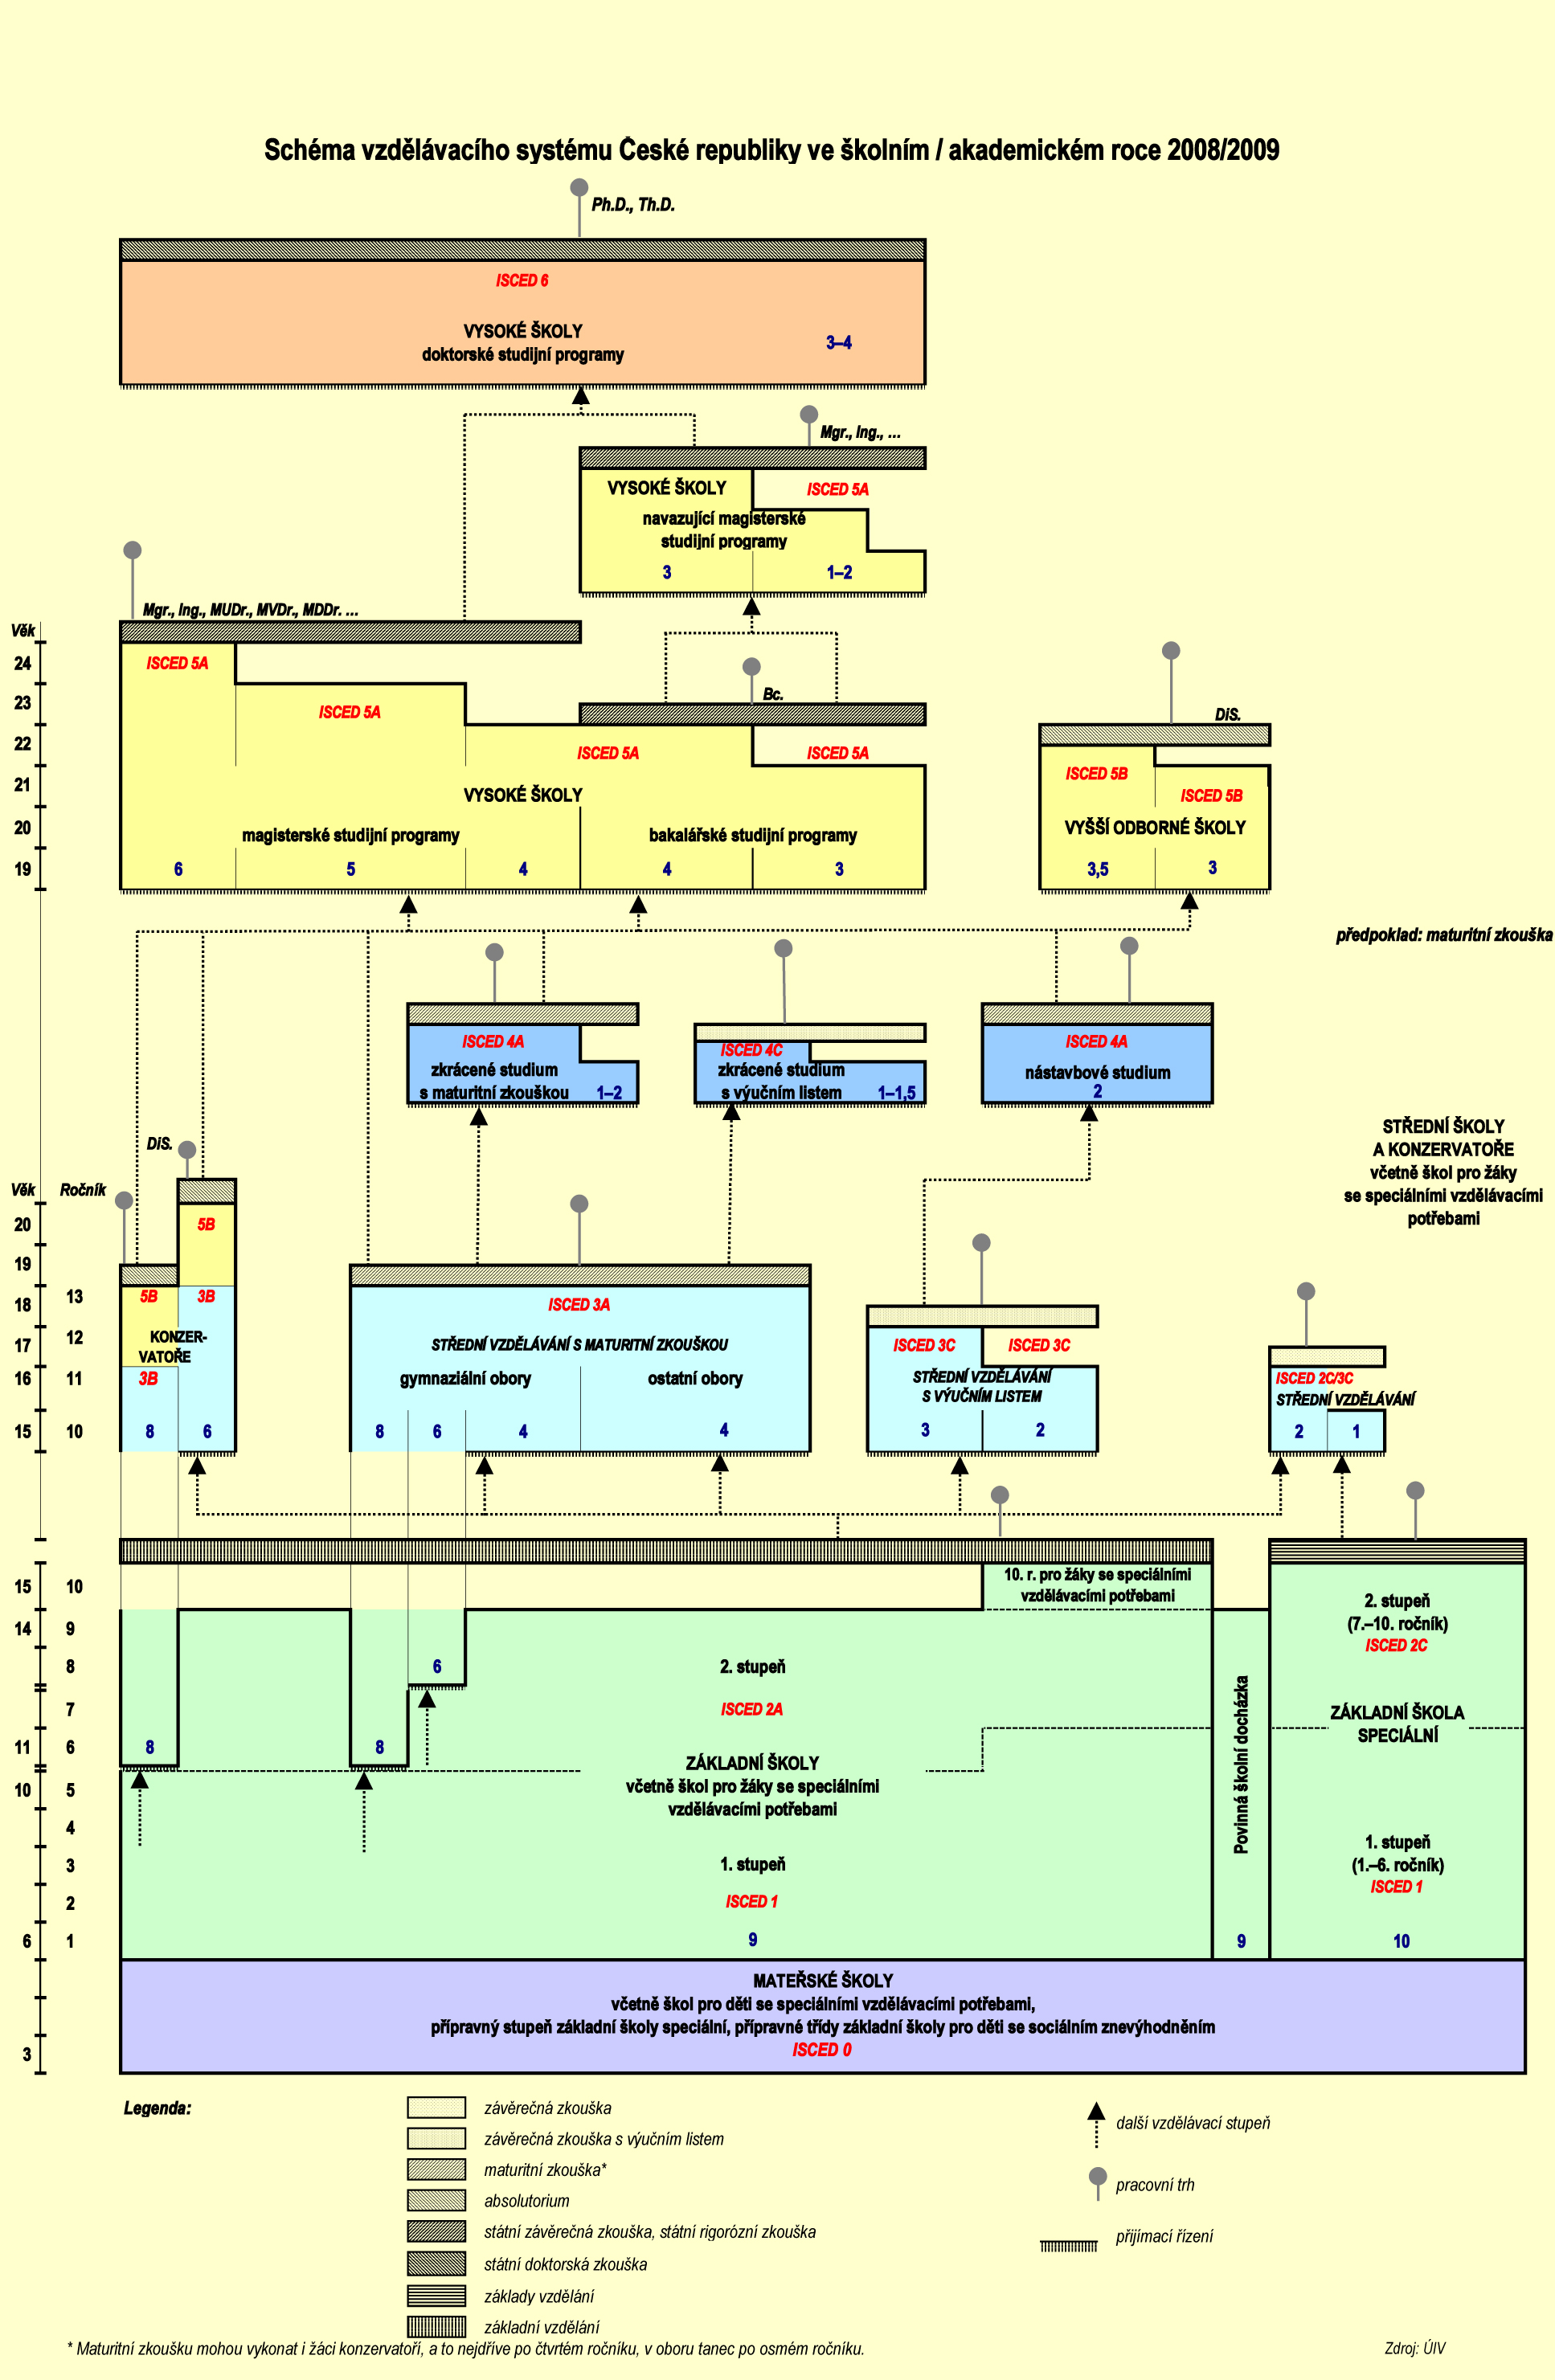 Schéma vzdělávacího systému České republiky ve školním / akademickém roce 2008/2009
Ph.D., Th.D.
ISCED 6
VYSOKÉ ŠKOLY
doktorské studijní programy
3–4
Mgr., Ing., ...
VYSOKÉ ŠKOLY
ISCED 5A
navazující magisterské
studijní programy
3
1–2
Mgr., Ing., MUDr., MVDr., MDDr. ...
Věk
24
23
22
21
20
19
ISCED 5A
ISCED 5A
Bc.
ISCED 5A
ISCED 5A
VYSOKÉ ŠKOLY
magisterské studijní programy
bakalářské studijní programy
6
5
4
4
3
DiS.
ISCED 5B
ISCED 5B
VYŠŠÍ ODBORNÉ ŠKOLY
3,5
3
předpoklad: maturitní zkouška
ISCED 4A
zkrácené studium
s maturitní zkouškou
1–2
ISCED 4C
zkrácené studium
s výučním listem
1–1,5
ISCED 4A
nástavbové studium
2
STŘEDNÍ ŠKOLY
A KONZERVATOŘE
včetně škol pro žáky
se speciálními vzdělávacími
potřebami
DiS.
Věk
Ročník
20
19
18
13
17
12
16
11
15
10
5B
5B
3B
KONZER-
VATOŘE
3B
8
6
ISCED 3A
STŘEDNÍ VZDĚLÁVÁNÍ S MATURITNÍ ZKOUŠKOU
gymnaziální obory
ostatní obory
8
6
4
4
ISCED 3C
ISCED 3C
STŘEDNÍ VZDĚLÁVÁNÍ
S VÝUČNÍM LISTEM
3
2
ISCED 2C/3C
STŘEDNÍ VZDĚLÁVÁNÍ
2
1
15
10
14
9
8
7
11
6
10
5
4
3
2
6
1
3
10. r. pro žáky se speciálními
vzdělávacími potřebami
6
2. stupeň
ISCED 2A
8
8
ZÁKLADNÍ ŠKOLY
včetně škol pro žáky se speciálními
vzdělávacími potřebami
1. stupeň
ISCED 1
9
Povinná školní docházka
9
2. stupeň
(7.–10. ročník)
ISCED 2C
ZÁKLADNÍ ŠKOLA
SPECIÁLNÍ
1. stupeň
(1.–6. ročník)
ISCED 1
10
MATEŘSKÉ ŠKOLY
včetně škol pro děti se speciálními vzdělávacími potřebami,
přípravný stupeň základní školy speciální, přípravné třídy základní školy pro děti se sociálním znevýhodněním
ISCED 0
Legenda:
závěrečná zkouška
závěrečná zkouška s výučním listem
maturitní zkouška*
absolutorium
státní závěrečná zkouška, státní rigorózní zkouška
státní doktorská zkouška
základy vzdělání
základní vzdělání
další vzdělávací stupeň
pracovní trh
přijímací řízení
* Maturitní zkoušku mohou vykonat i žáci konzervatoří, a to nejdříve po čtvrtém ročníku, v oboru tanec po osmém ročníku.
Zdroj: ÚIV